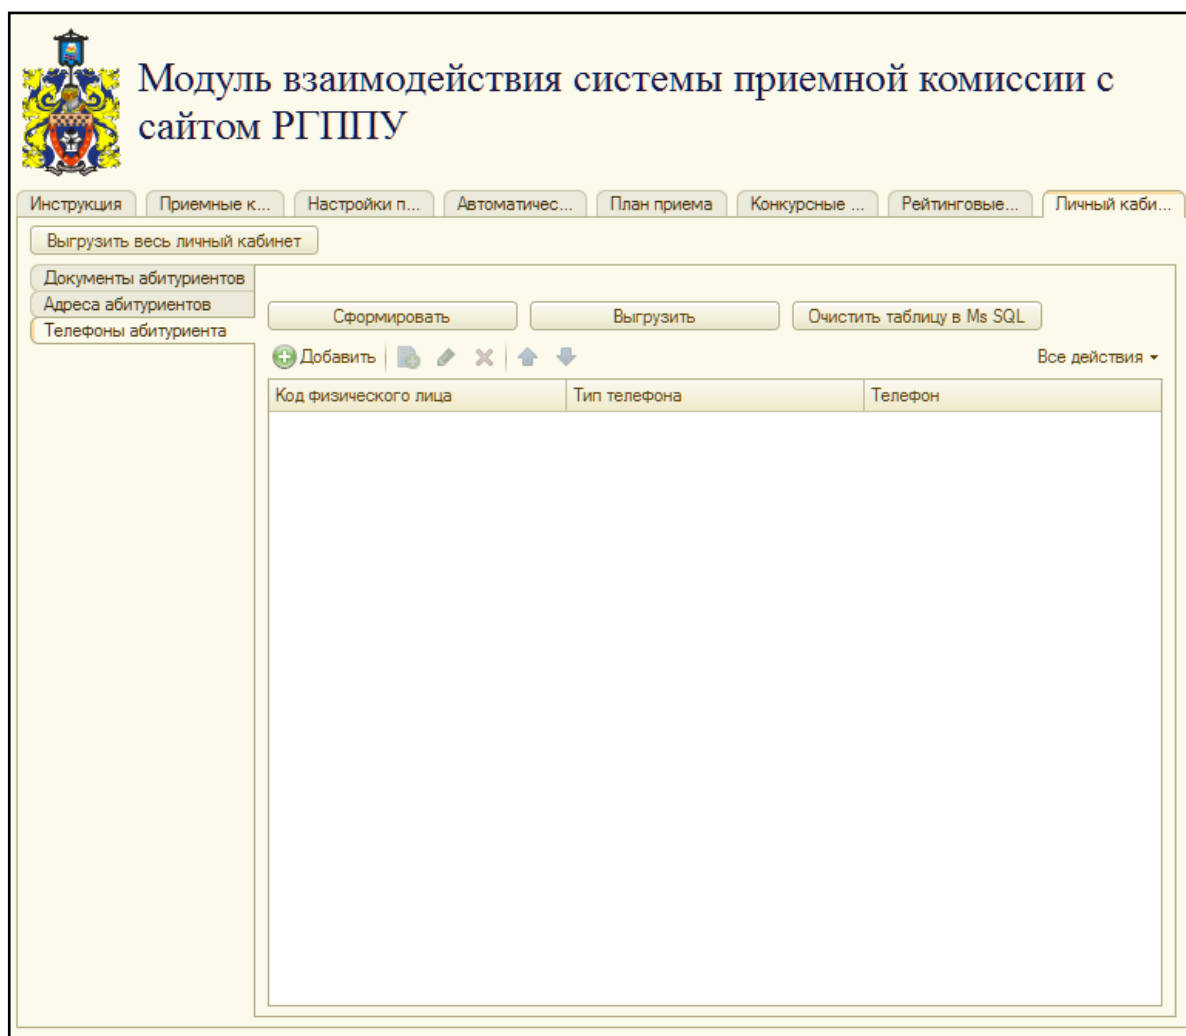 Модуль взаимодействия системы приемной комиссии с
сайтом РГППУ
Инструкция Приемные к... Настройки п... Автоматичес... План приема Конкурсные ... Рейтинговые... Личный каби...
Выгрузить весь личный кабинет
Документы абитуриентов
Адреса абитуриентов
Телефоны абитуриента
Сформировать Выгрузить Очистить таблицу в Ms SQL
Добавить Все действия
Код физического лица Тип телефона Телефон